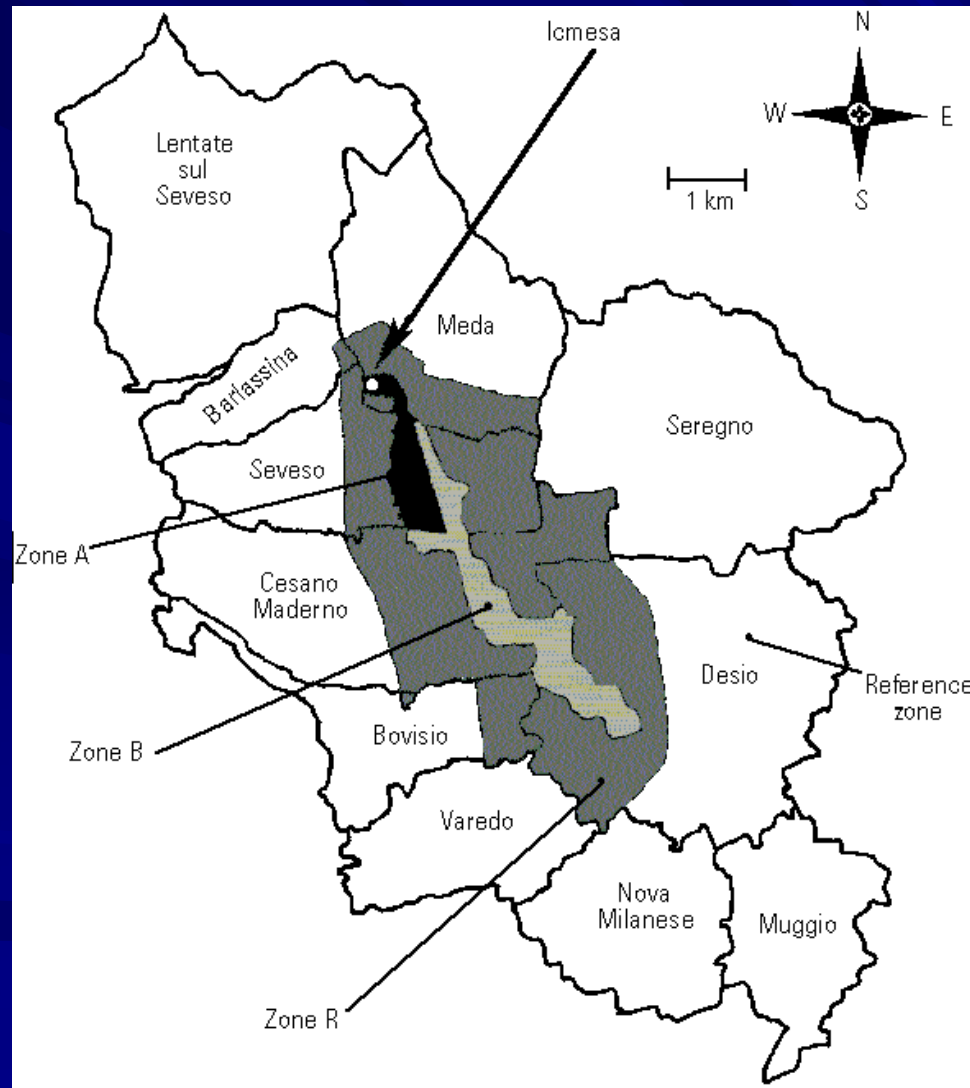 Icmesa
N
W
E
S
1 km
Lentate
sul
Seveso
Meda
Barlassina
Seregno
Seveso
Zone A
Cesano
Maderno
Desio
Reference
zone
Bovisio
Zone B
Varedo
Nova
Milanese
Muggio
Zone R